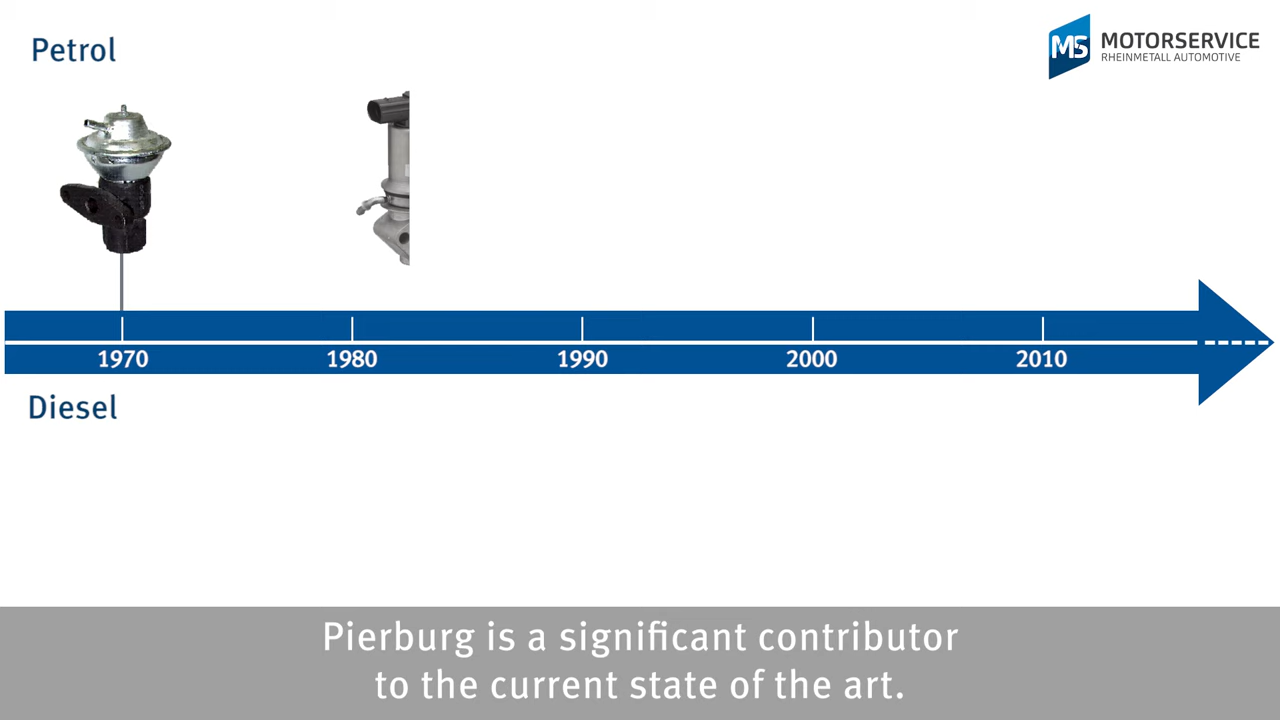 Petrol
MS MOTORSERVICE
RHEINMETALL AUTOMOTIVE
1970 1980 1990 2000 2010
Diesel
Pierburg is a significant contributor
to the current state of the art.